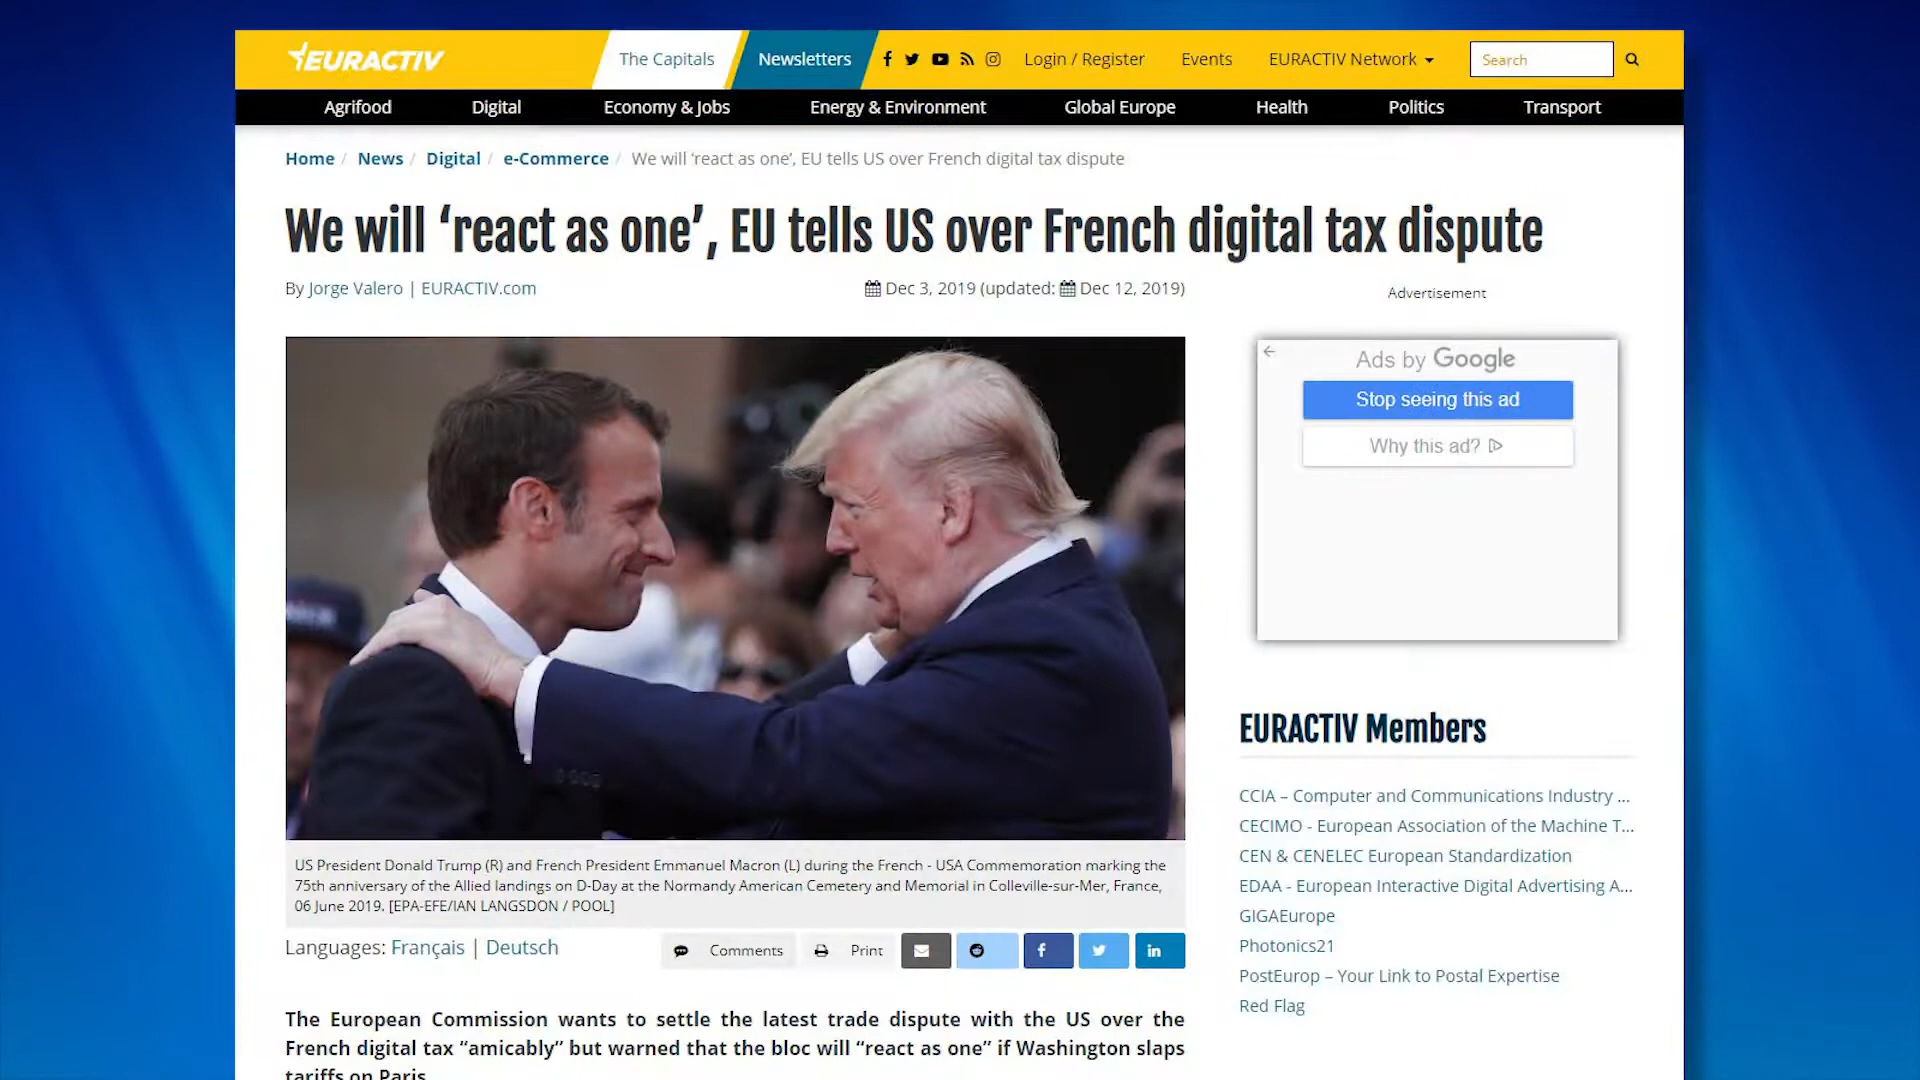 EURACTIV
The Capitals
Newsletters
Login / Register
Events
EURACTIV Network
Search
Agrifood
Digital
Economy & Jobs
Energy & Environment
Global Europe
Health
Politics
Transport
Home / News / Digital / e-Commerce / We will ‘react as one’, EU tells US over French digital tax dispute
We will ‘react as one’, EU tells US over French digital tax dispute
By Jorge Valero | EURACTIV.com
Dec 3, 2019 (updated: Dec 12, 2019)
Advertisement
Ads by Google
Stop seeing this ad
Why this ad?
US President Donald Trump (R) and French President Emmanuel Macron (L) during the French - USA Commemoration marking the
75th anniversary of the Allied landings on D-Day at the Normandy American Cemetery and Memorial in Colleville-sur-Mer, France,
06 June 2019. [EPA-EFE/IAN LANGSDON / POOL]
Languages: Français | Deutsch
Comments
Print
The European Commission wants to settle the latest trade dispute with the US over the
French digital tax “amicably” but warned that the bloc will “react as one” if Washington slaps
tariffs on Paris.
EURACTIV Members
CCIA – Computer and Communications Industry ...
CECIMO - European Association of the Machine T...
CEN & CENELEC European Standardization
EDAA - European Interactive Digital Advertising A...
GIGAEurope
Photonics21
PostEurop – Your Link to Postal Expertise
Red Flag